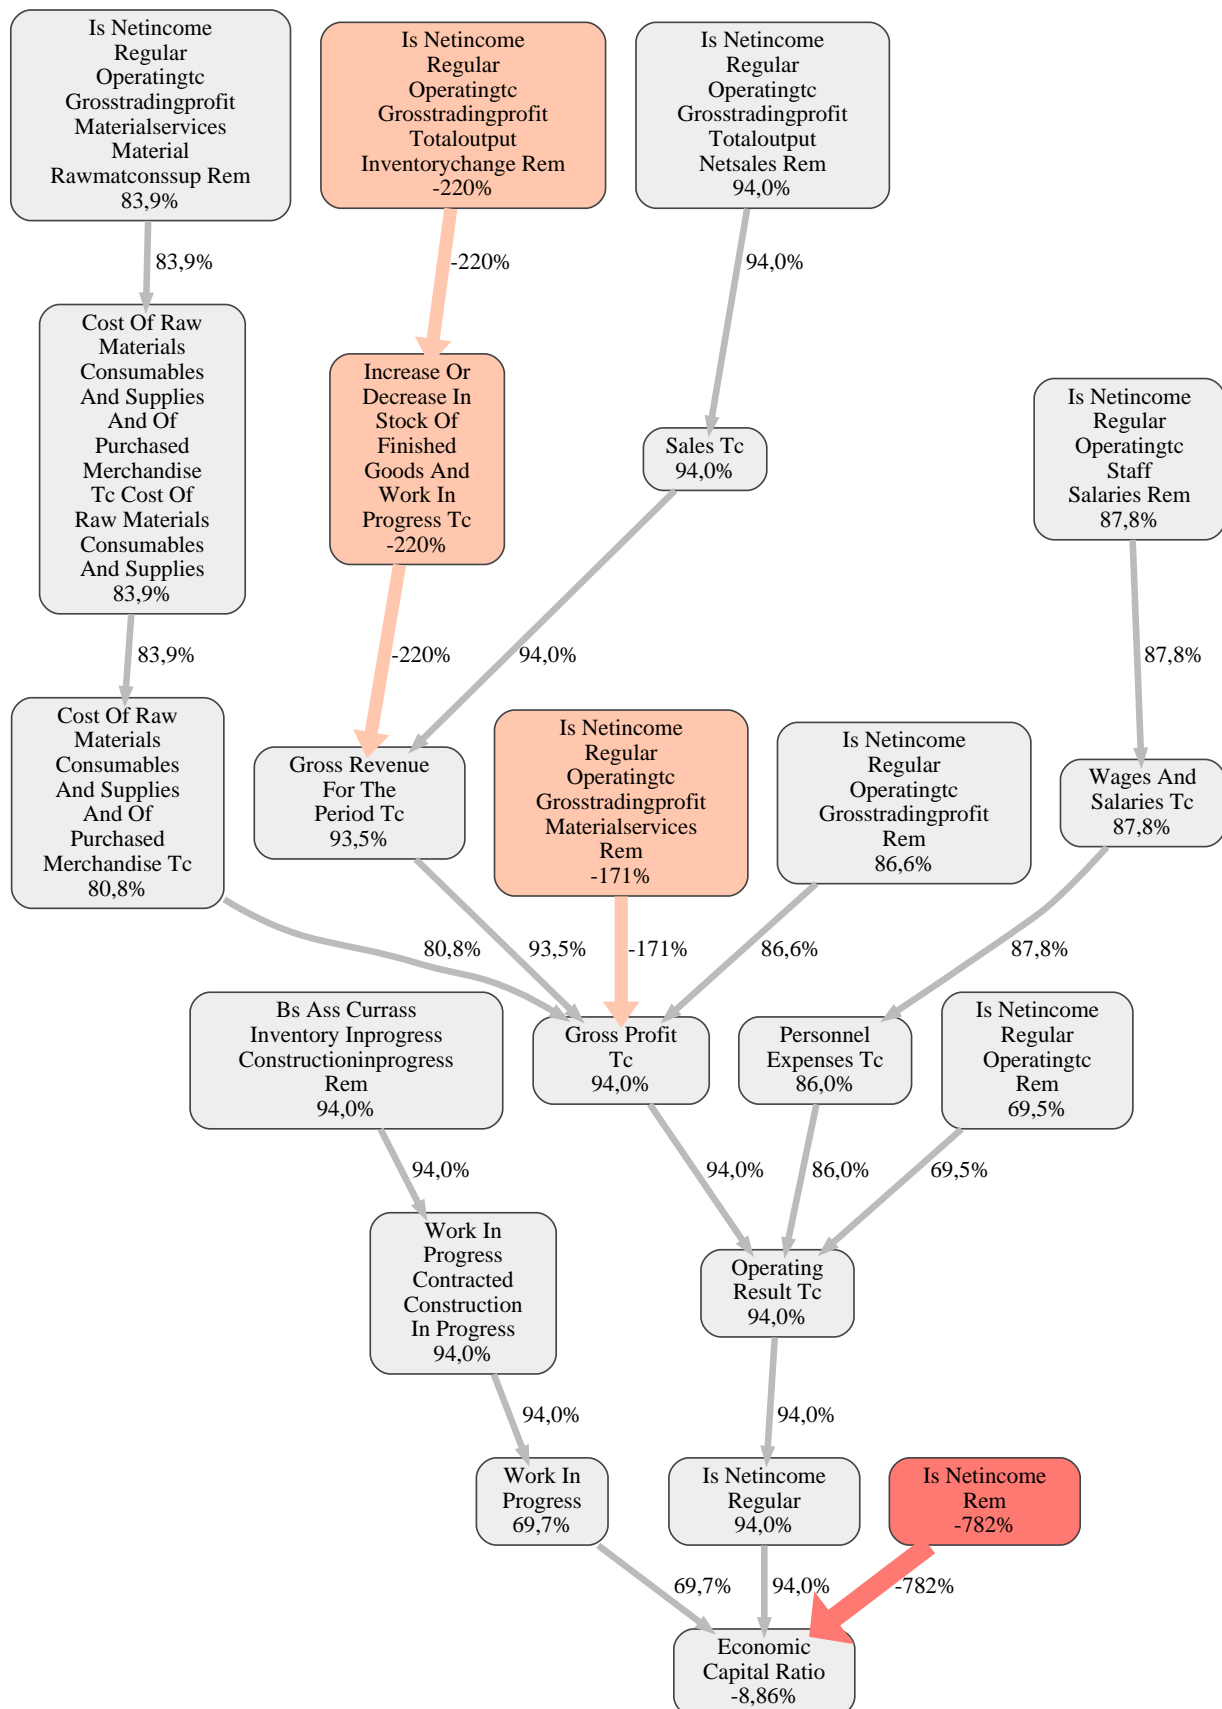 Is Netincome
Regular
Operatingtc
Grosstradingprofit
Materialservices
Material
Rawmatconssup Rem
83,9%
Is Netincome
Regular
Operatingtc
Grosstradingprofit
Totaloutput
Inventorychange Rem
-220%
Is Netincome
Regular
Operatingtc
Grosstradingprofit
Totaloutput
Netsales Rem
94,0%
83,9%
-220%
94,0%
Cost Of Raw
Materials
Consumables
And Supplies
And Of
Purchased
Merchandise
Tc Cost Of
Raw Materials
Consumables
And Supplies
83,9%
Increase Or
Decrease In
Stock Of
Finished
Goods And
Work In
Progress Tc
-220%
Sales Tc
94,0%
Is Netincome
Regular
Operatingtc
Staff
Salaries Rem
87,8%
83,9%
-220%
94,0%
87,8%
Cost Of Raw
Materials
Consumables
And Supplies
And Of
Purchased
Merchandise Tc
80,8%
Gross Revenue
For The
Period Tc
93,5%
Is Netincome
Regular
Operatingtc
Grosstradingprofit
Materialservices
Rem
-171%
Is Netincome
Regular
Operatingtc
Grosstradingprofit
Rem
86,6%
Wages And
Salaries Tc
87,8%
80,8%
93,5%
-171%
86,6%
87,8%
Bs Ass Currass
Inventory Inprogress
Constructioninprogress
Rem
94,0%
Gross Profit
Tc
94,0%
Personnel
Expenses Tc
86,0%
Is Netincome
Regular
Operatingtc
Rem
69,5%
94,0%
94,0%
86,0%
69,5%
Work In
Progress
Contracted
Construction
In Progress
94,0%
Operating
Result Tc
94,0%
94,0%
94,0%
Work In
Progress
69,7%
Is Netincome
Regular
94,0%
Is Netincome
Rem
-782%
69,7%
94,0%
-782%
Economic
Capital Ratio
-8,86%